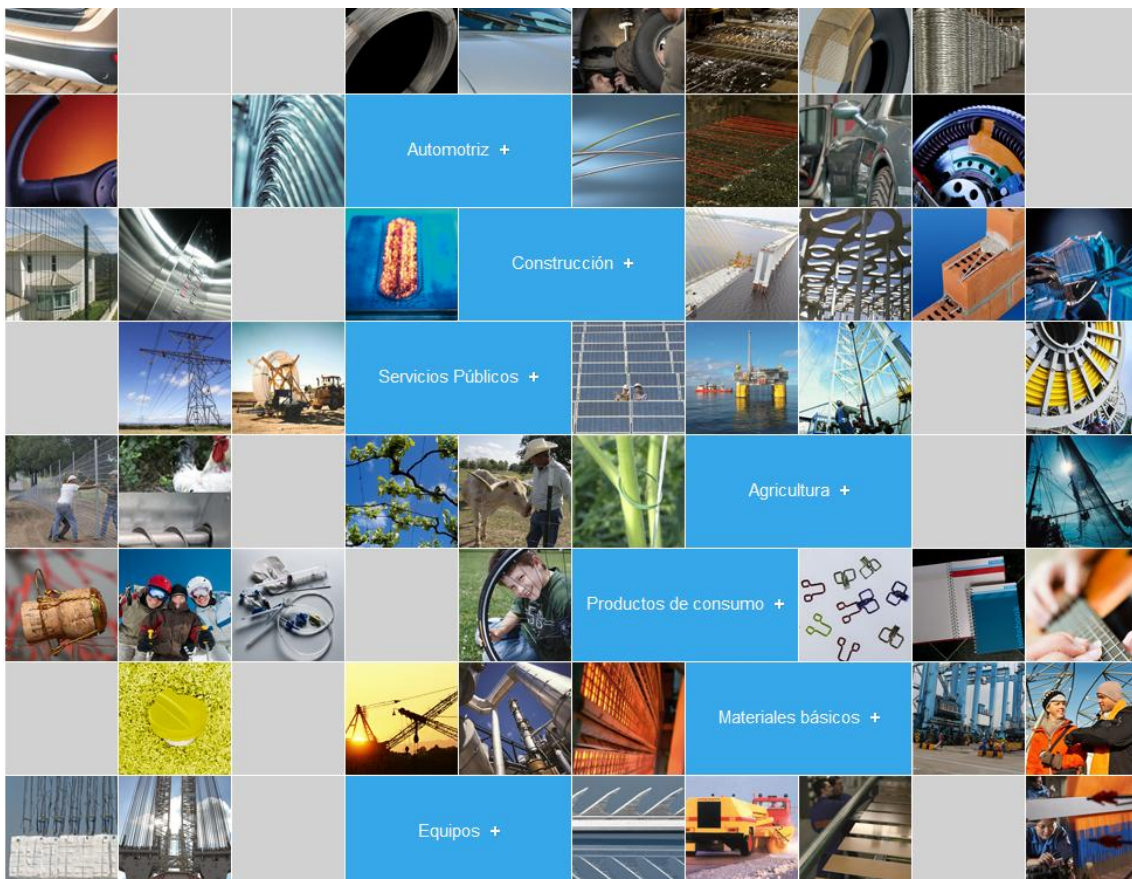 Automotriz +
Construcción +
Servicios Públicos +
Agricultura +
Productos de consumo +
Materiales básicos +
Equipos +